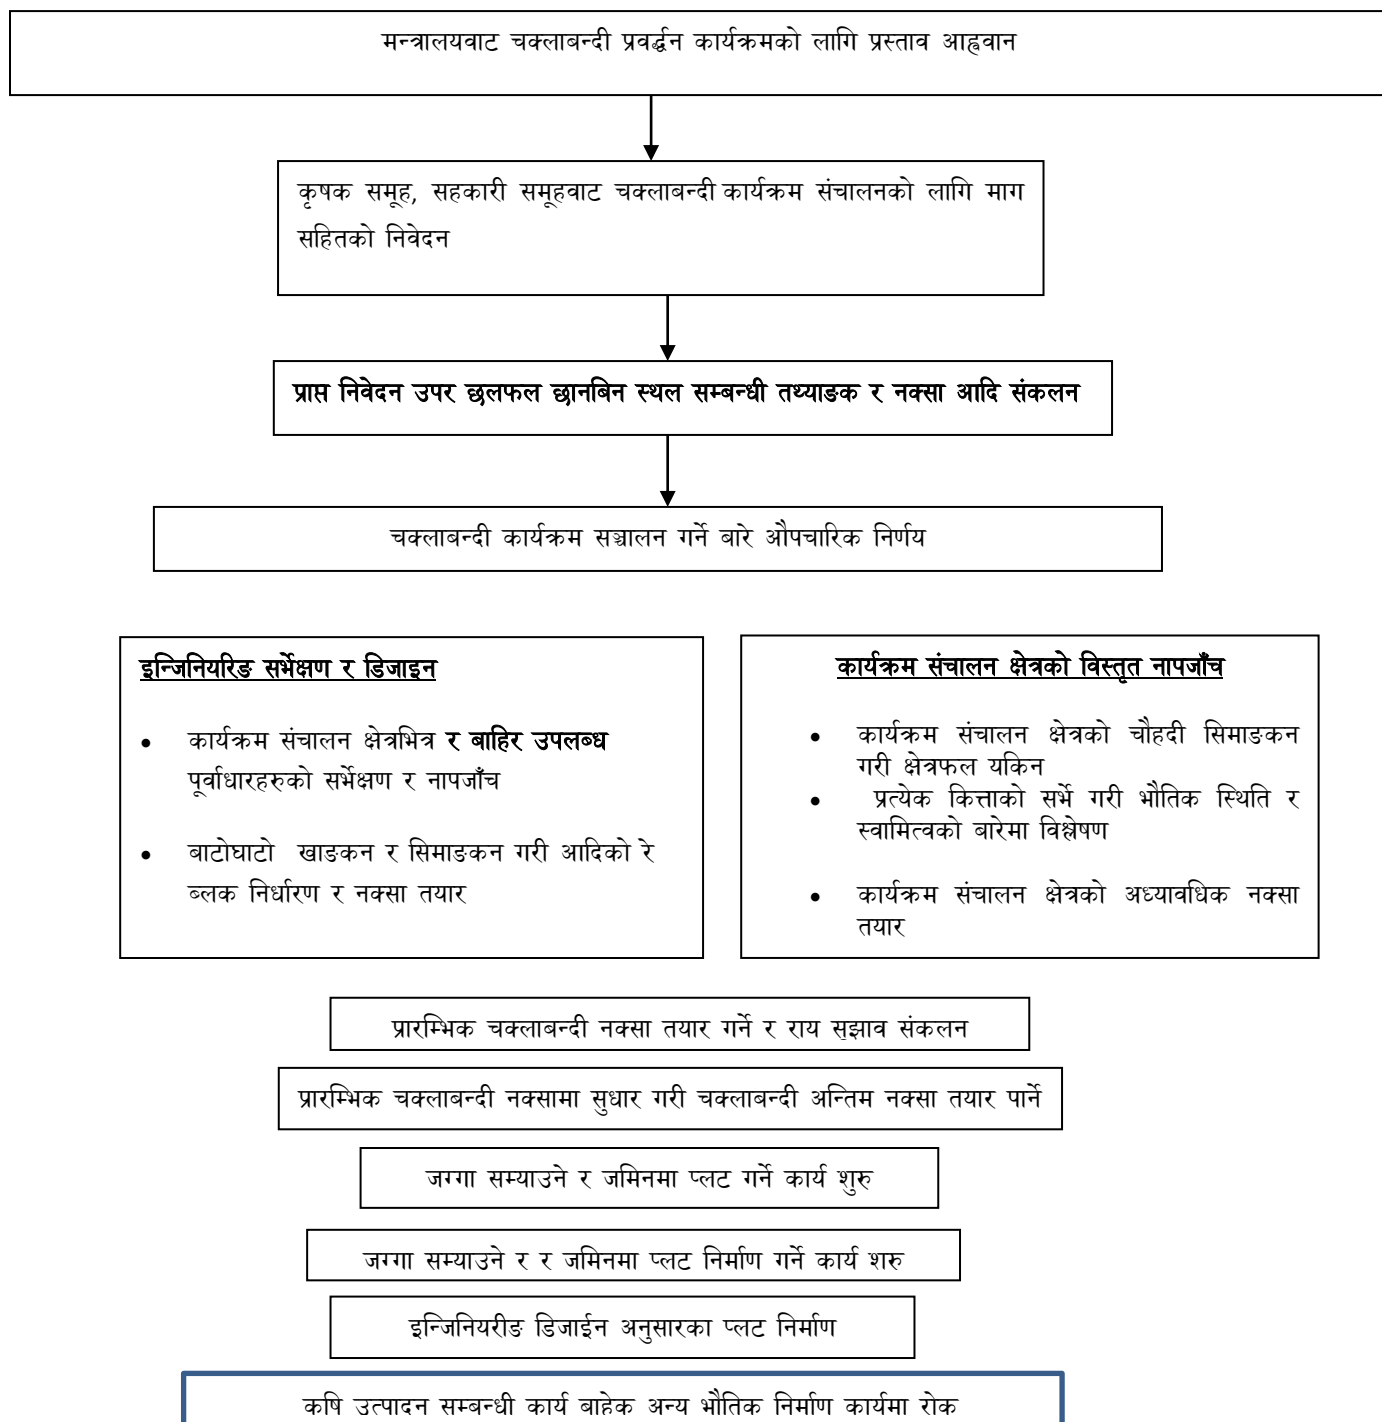 मन्त्रालयवाट चक्लाबन्दी प्रवर्द्धन कार्यक्रमको लागि प्रस्ताव आह्ववान
कृषक समूह, सहकारी समूहवाट चक्लाबन्दी कार्यक्रम संचालनको लागि माग
सहितको निवेदन
प्राप्त निवेदन उपर छलफल छानबिन स्थल सम्बन्धी तथ्याङक र नक्सा आदि संकलन
चक्लाबन्दी कार्यक्रम सञ्चालन गर्ने बारे औपचारिक निर्णय
इन्जिनियरिङ सर्भेक्षण र डिजाइन
• कार्यक्रम संचालन क्षेत्रभित्र र बाहिर उपलब्ध
पूर्वाधारहरुको सर्भेक्षण र नापजाँच
• बाटोघाटो खाङकन र सिमाङकन गरी आदिको रे
ब्लक निर्धारण र नक्सा तयार
कार्यक्रम संचालन क्षेत्रको विस्तृत नापजाँच
• कार्यक्रम संचालन क्षेत्रको चौहदी सिमाङकन
गरी क्षेत्रफल यकिन
• प्रत्येक कित्ताको सर्भे गरी भौतिक स्थिति र
स्वामित्वको बारेमा विश्लेषण
• कार्यक्रम संचालन क्षेत्रको अध्यावधिक नक्सा
तयार
प्रारम्भिक चक्लाबन्दी नक्सा तयार गर्ने र राय सुझाव संकलन
प्रारम्भिक चक्लाबन्दी नक्सामा सुधार गरी चक्लाबन्दी अन्तिम नक्सा तयार पार्ने
जग्गा सम्याउने र जमिनमा प्लट गर्ने कार्य शुरु
जग्गा सम्याउने र र जमिनमा प्लट निर्माण गर्ने कार्य शरु
इन्जिनियरीङ डिजाईन अनुसारका प्लट निर्माण
कषि उत्पादन सम्बन्धी कार्य बाहेक अन्य भौतिक निर्माण कार्यमा रोक